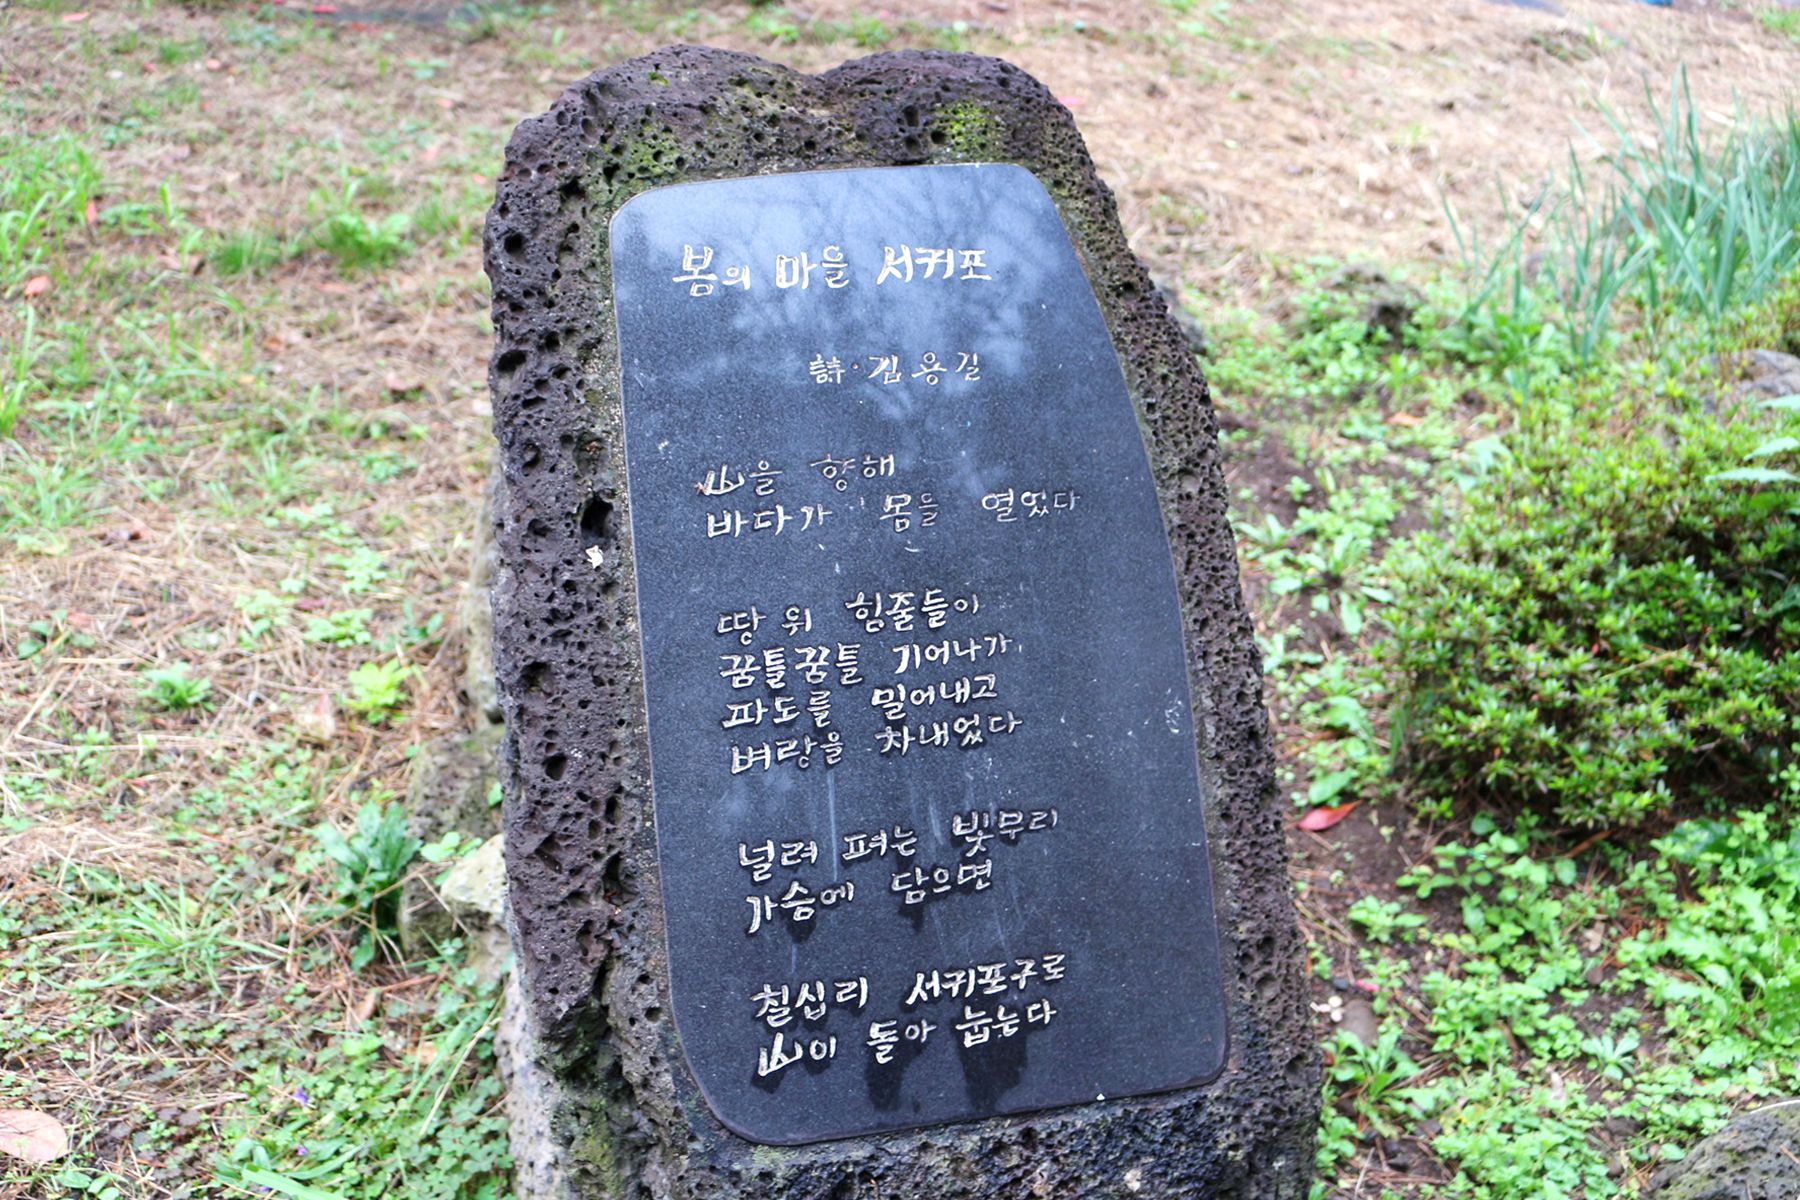 봄의 마을 서귀포
詩·김용길
山을 향해
바다가 몸을 열었다
땅위 힘줄들이
꿈틀꿈틀 기어나가
파도를 밀어내고
벼랑을 차내었다
널려 펴는 빛무리
가슴에 담으면
칠십리 서귀포구로
山이 돌아 눕는다